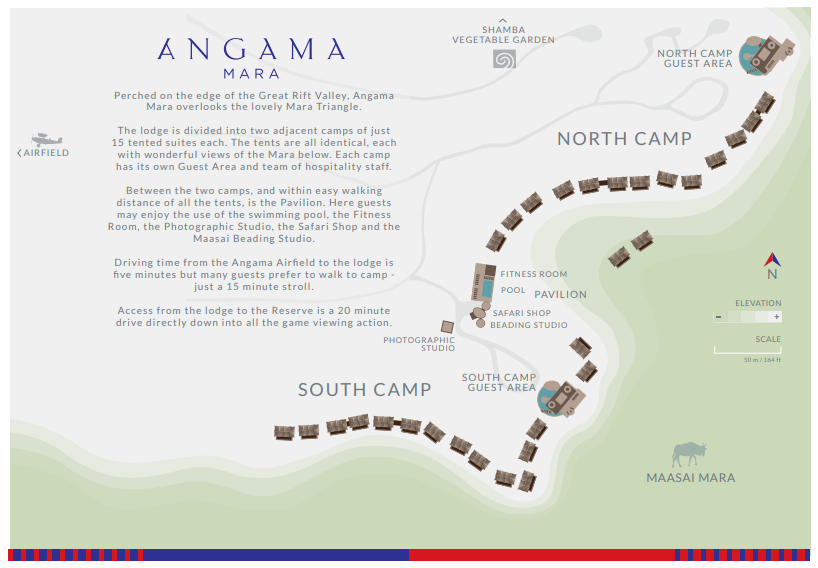 ANGAMA
MARA
Perched on the edge of the Great Rift Valley, Angama
Mara overlooks the lovely Mara Triangle.
The lodge is divided into two adjacent camps of just
15 tented suites each. The tents are all identical, each
with wonderful views of the Mara below. Each camp
has its own Guest Area and team of hospitality staff.
Between the two camps, and within easy walking
distance of all the tents, is the Pavilion. Here guests
may enjoy the use of the swimming pool, the Fitness
Room, the Photographic Studio, the Safari Shop and the
Maasai Beading Studio.
Driving time from the Angama Airfield to the lodge is
five minutes but many guests prefer to walk to camp -
just a 15 minute stroll.
Access from the lodge to the Reserve is a 20 minute
drive directly down into all the game viewing action.
SHAMBA
VEGETABLE GARDEN
NORTH CAMP
GUEST AREA
AIRFIELD
NORTH CAMP
FITNESS ROOM
POOL
PAVILION
SAFARI SHOP
BEADING STUDIO
PHOTOGRAPHIC
STUDIO
N
ELEVATION
- +
SCALE
50 m / 164 ft
SOUTH CAMP
GUEST AREA
SOUTH CAMP
MAASAI MARA